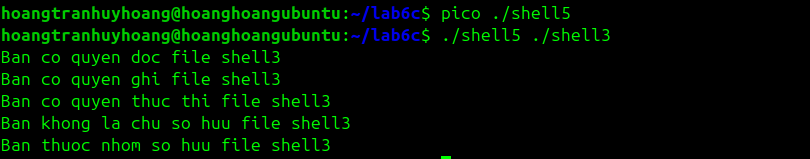 hoangtranhuyhoang@hoanghoangubuntu:~/lab6c$ pico ./shell5
hoangtranhuyhoang@hoanghoangubuntu:~/lab6c$ ./shell5 ./shell3
Ban co quyen doc file shell3
Ban co quyen ghi file shell3
Ban co quyen thuc thi file shell3
Ban khong la chu so huu file shell3
Ban thuoc nhom so huu file shell3